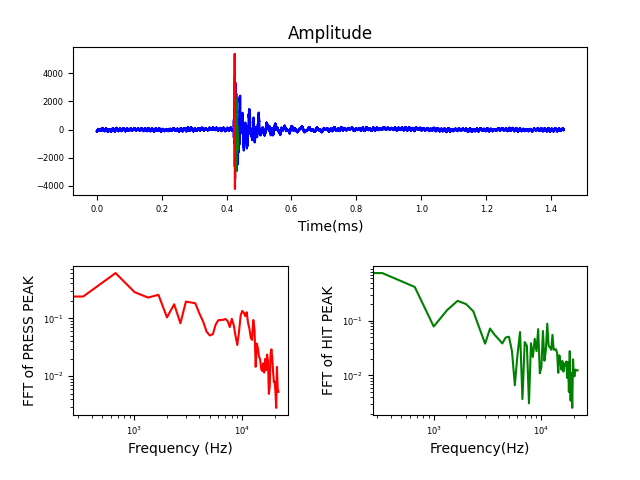 Amplitude
4000
2000
0
−2000
−4000
0.0 0.2 0.4 0.6 0.8 1.0 1.2 1.4
Time(ms)
FFT of PRESS PEAK
10⁻¹
10⁻²
10³ 10⁴
Frequency (Hz)
FFT of HIT PEAK
10⁻¹
10⁻²
10³ 10⁴
Frequency(Hz)